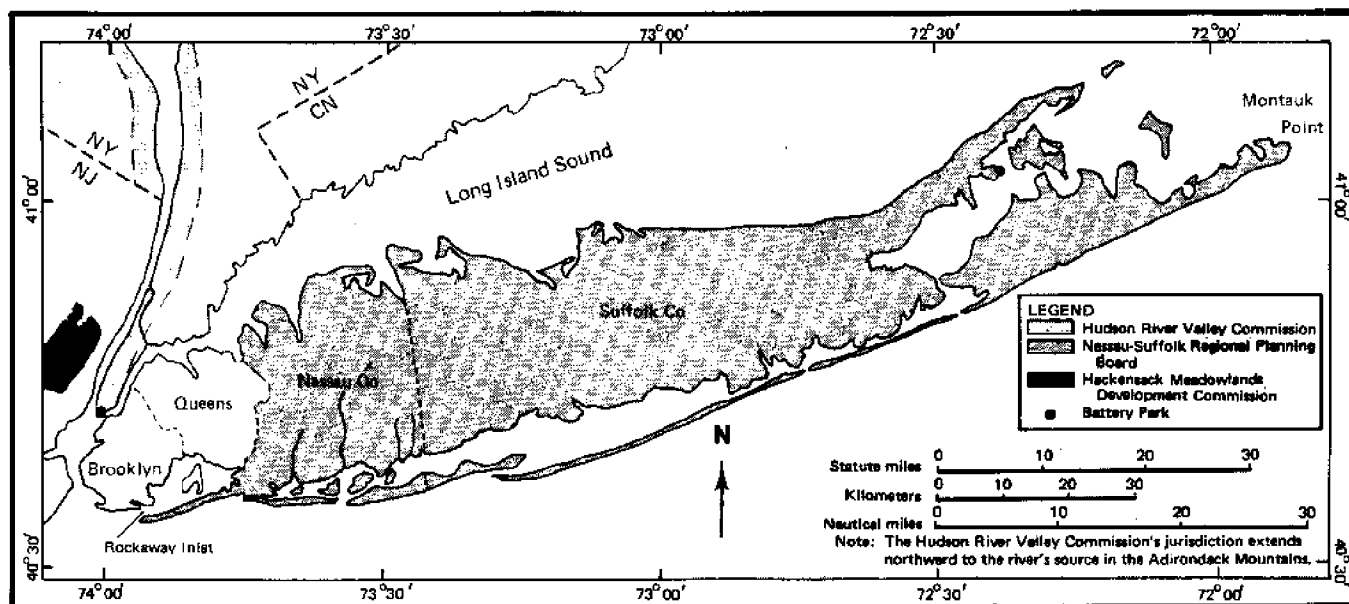 74°00′ 73°30′ 73°00′ 72°30′ 72°00′
NY
CN
Montauk
Point
NY
NJ
Long Island Sound
41°00′ 41°00′
Suffolk Co
LEGEND
Hudson River Valley Commission
Nassau-Suffolk Regional Planning
Board
Hackensack Meadowlands
Development Commission
Battery Park
Nassau Co
Queens
N
Brooklyn
Statute miles 0 10 20 30
Kilometers 0 10 20 30
Nautical miles 0 10 20 30
Rockaway Inlet
Note: The Hudson River Valley Commission's jurisdiction extends
northward to the river's source in the Adirondack Mountains.
40°30′ 40°30′
74°00′ 73°30′ 73°00′ 72°30′ 72°00′